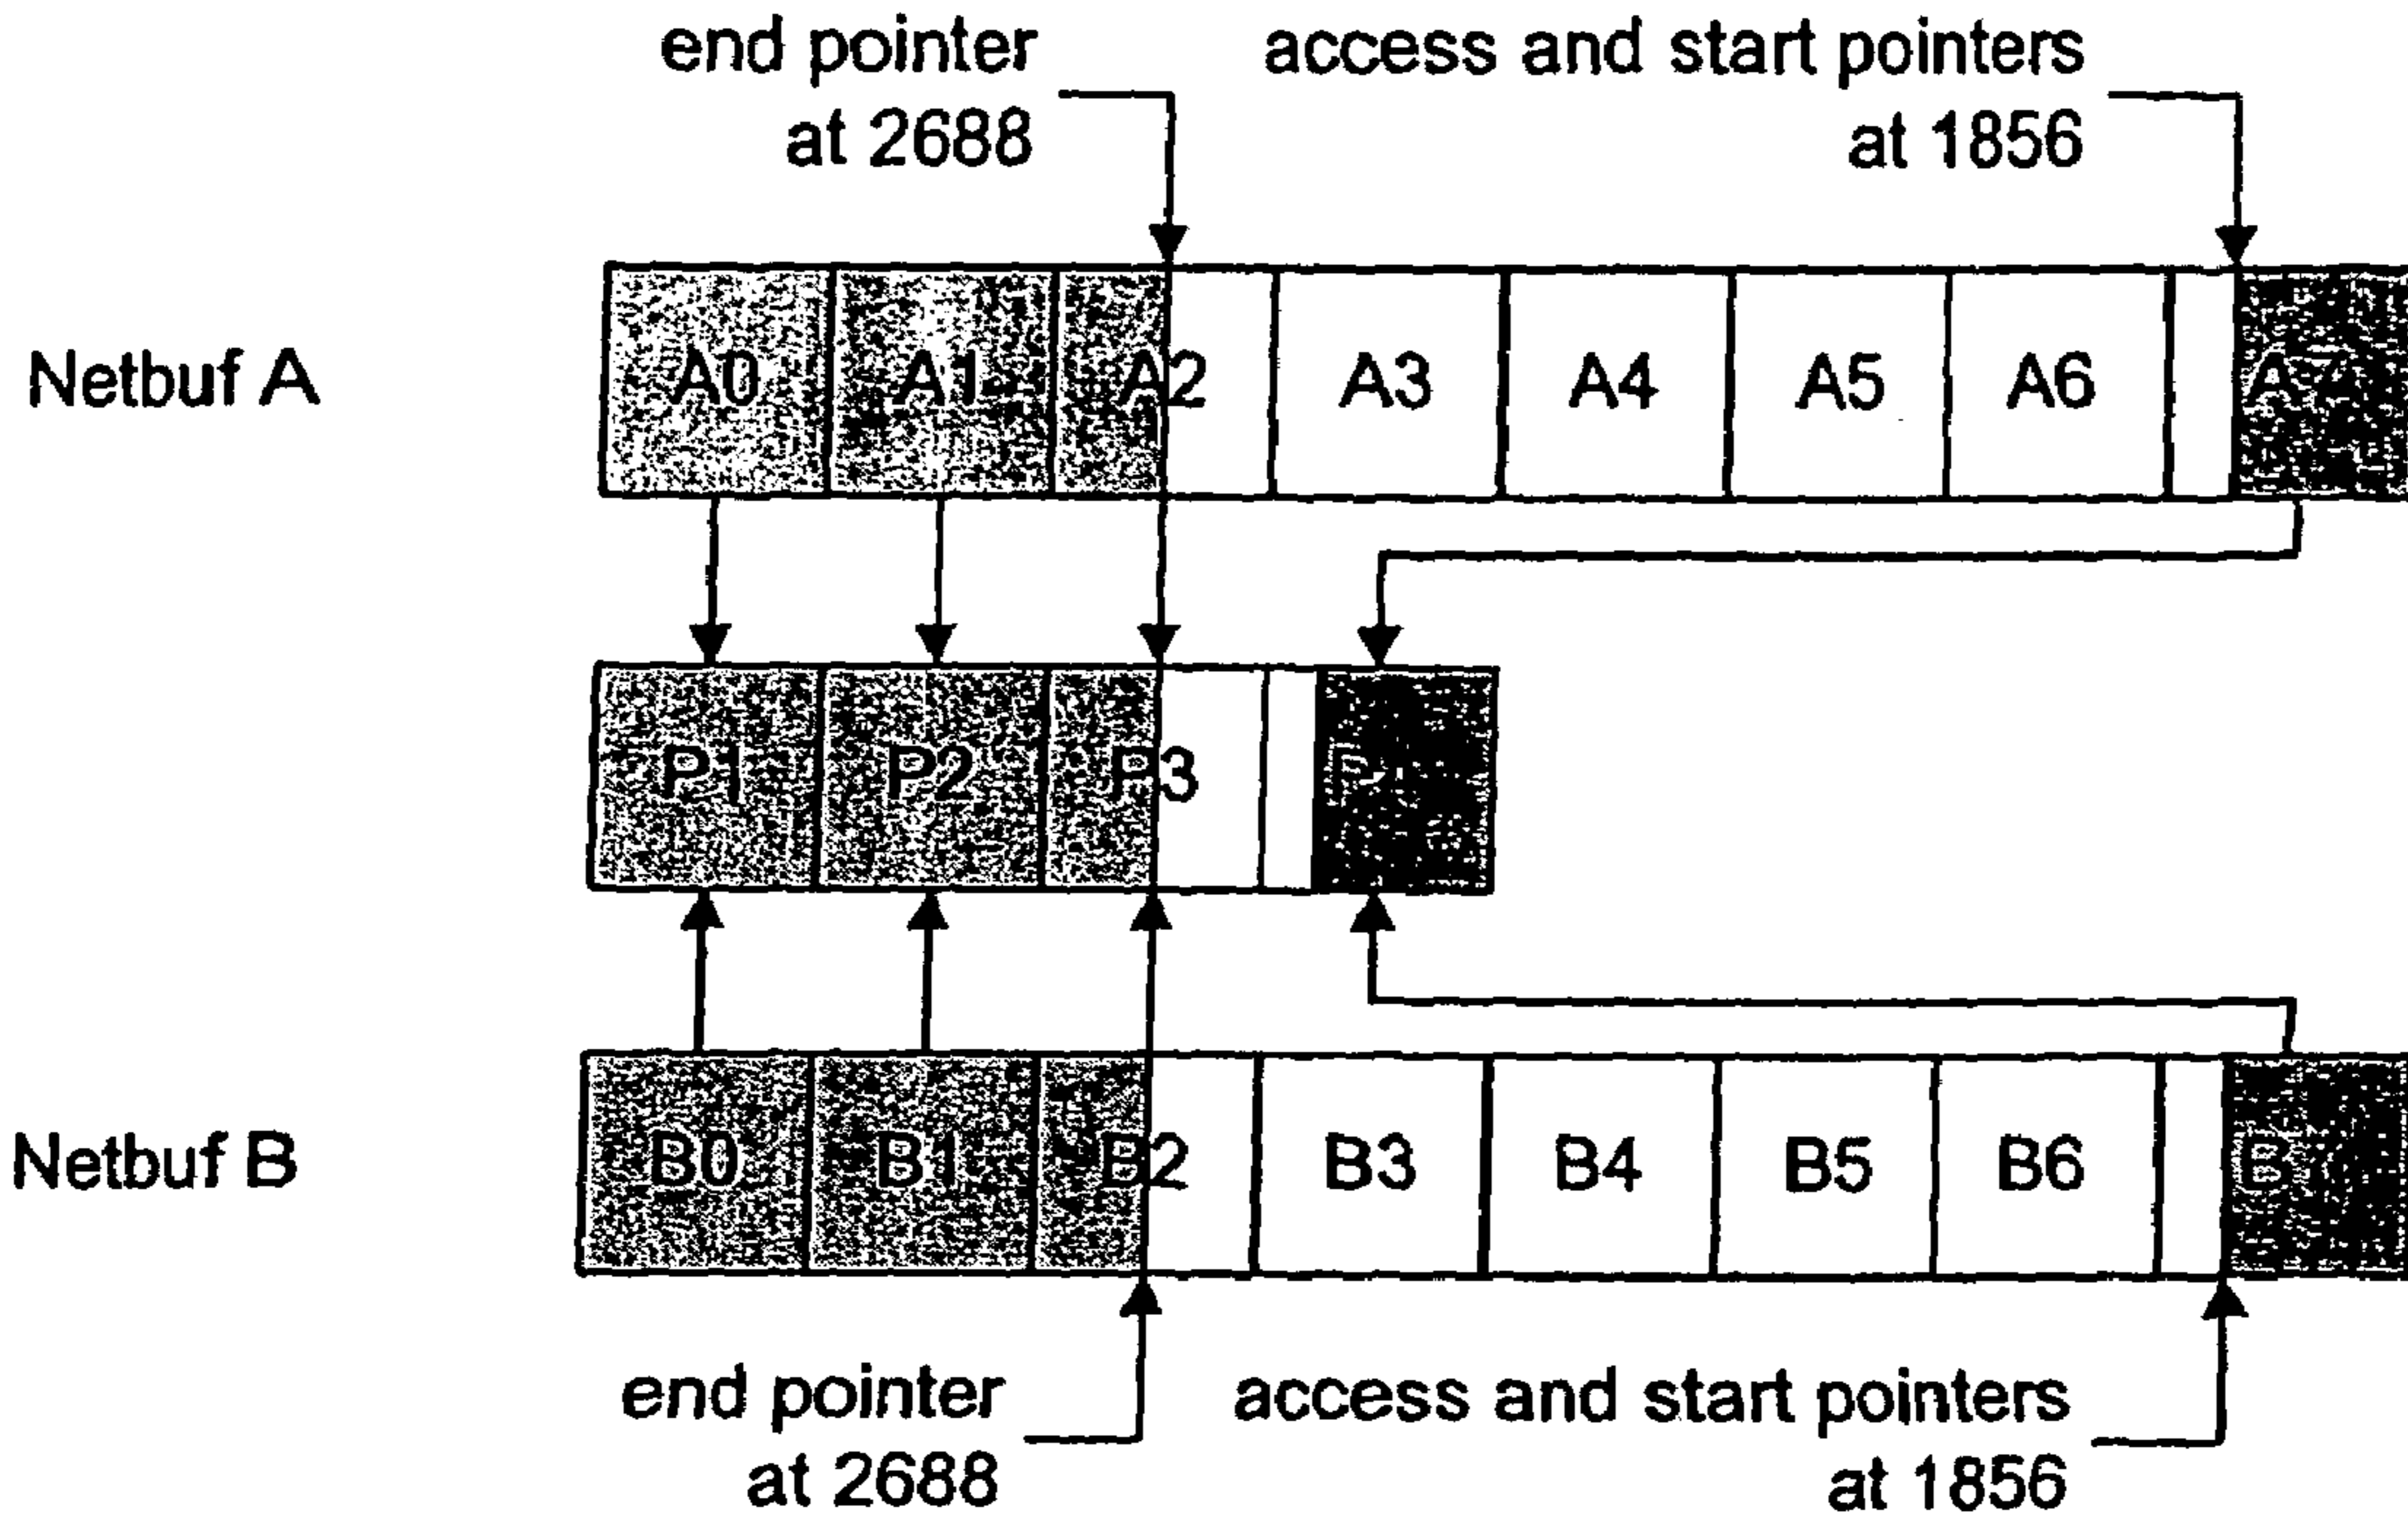 end pointer
at 2688
access and start pointers
at 1856
Netbuf A
A0 A1 A2 A3 A4 A5 A6
P1 P2 P3
Netbuf B
B0 B1 B2 B3 B4 B5 B6
end pointer
at 2688
access and start pointers
at 1856